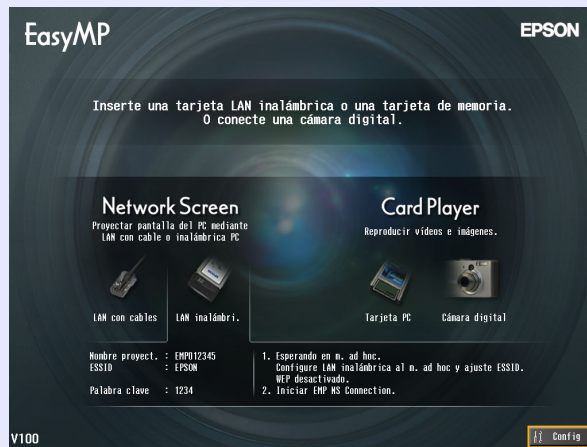 EasyMP
EPSON
Inserte una tarjeta LAN inalámbrica o una tarjeta de memoria.
O conecte una cámara digital.
Network Screen
Proyectar pantalla del PC mediante
LAN con cable o inalámbrica PC
LAN con cables
LAN inalámbri.
Card Player
Reproducir vídeos e imágenes.
Tarjeta PC
Cámara digital
Nombre proyect. : EMP012345
ESSID : EPSON
Palabra clave : 1234
1. Esperando en m. ad hoc.
Configure LAN inalámbrica al m. ad hoc y ajuste ESSID.
WEP desactivado.
2. Iniciar EMP NS Connection.
V100
Config